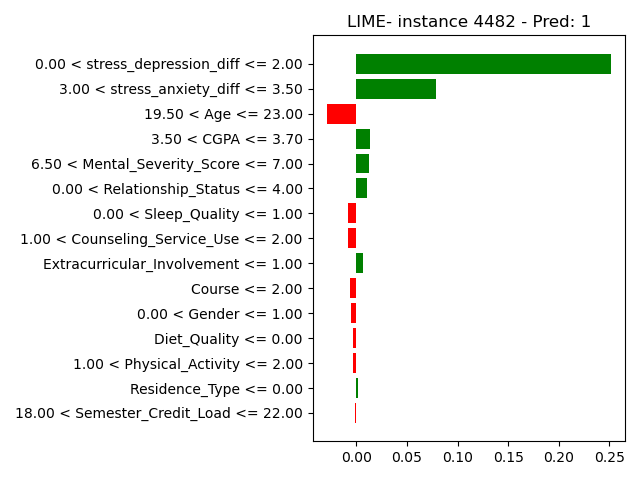 LIME- instance 4482 - Pred: 1
0.00 < stress_depression_diff <= 2.00
3.00 < stress_anxiety_diff <= 3.50
19.50 < Age <= 23.00
3.50 < CGPA <= 3.70
6.50 < Mental_Severity_Score <= 7.00
0.00 < Relationship_Status <= 4.00
0.00 < Sleep_Quality <= 1.00
1.00 < Counseling_Service_Use <= 2.00
Extracurricular_Involvement <= 1.00
Course <= 2.00
0.00 < Gender <= 1.00
Diet_Quality <= 0.00
1.00 < Physical_Activity <= 2.00
Residence_Type <= 0.00
18.00 < Semester_Credit_Load <= 22.00
0.00 0.05 0.10 0.15 0.20 0.25